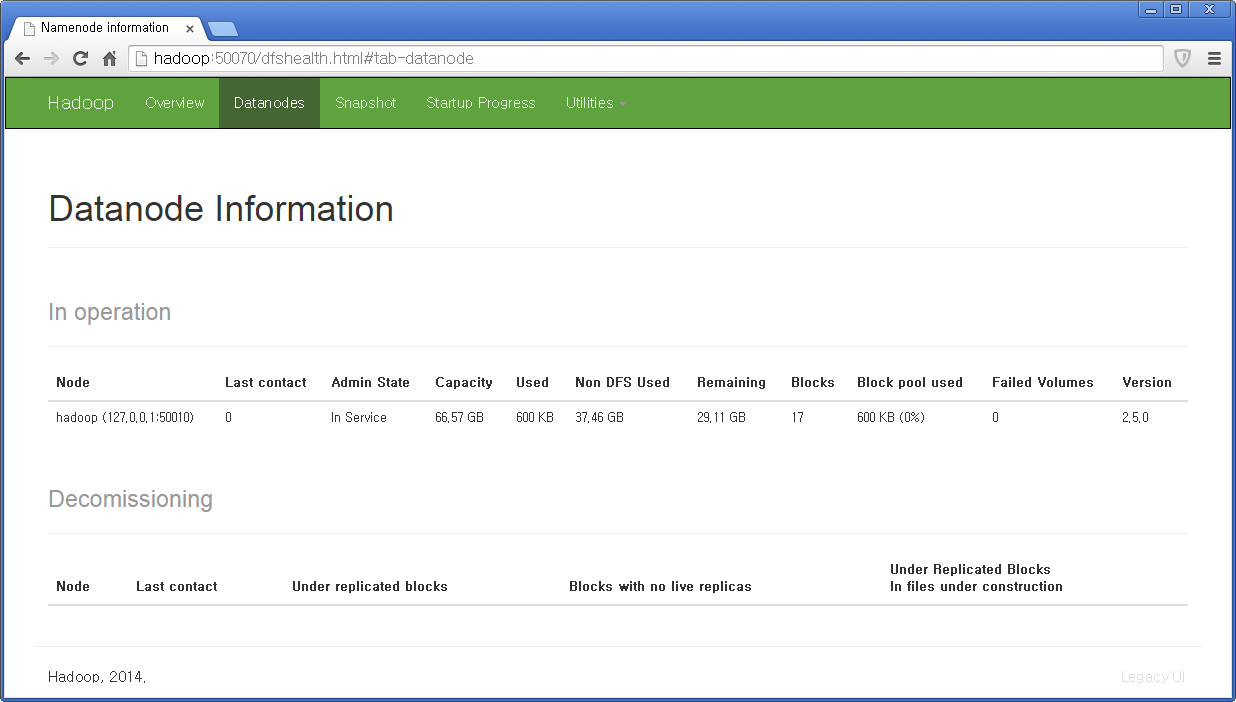 Namenode information
hadoop:50070/dfshealth.html#tab-datanode
Hadoop Overview Datanodes Snapshot Startup Progress Utilities
Datanode Information
In operation
Node Last contact Admin State Capacity Used Non DFS Used Remaining Blocks Block pool used Failed Volumes Version
hadoop (127.0.0.1:50010) 0 In Service 66.57 GB 600 KB 37.46 GB 29.11 GB 17 600 KB (0%) 0 2.5.0
Decomissioning
Node Last contact Under replicated blocks Blocks with no live replicas Under Replicated Blocks
In files under construction
Hadoop, 2014. Legacy UI